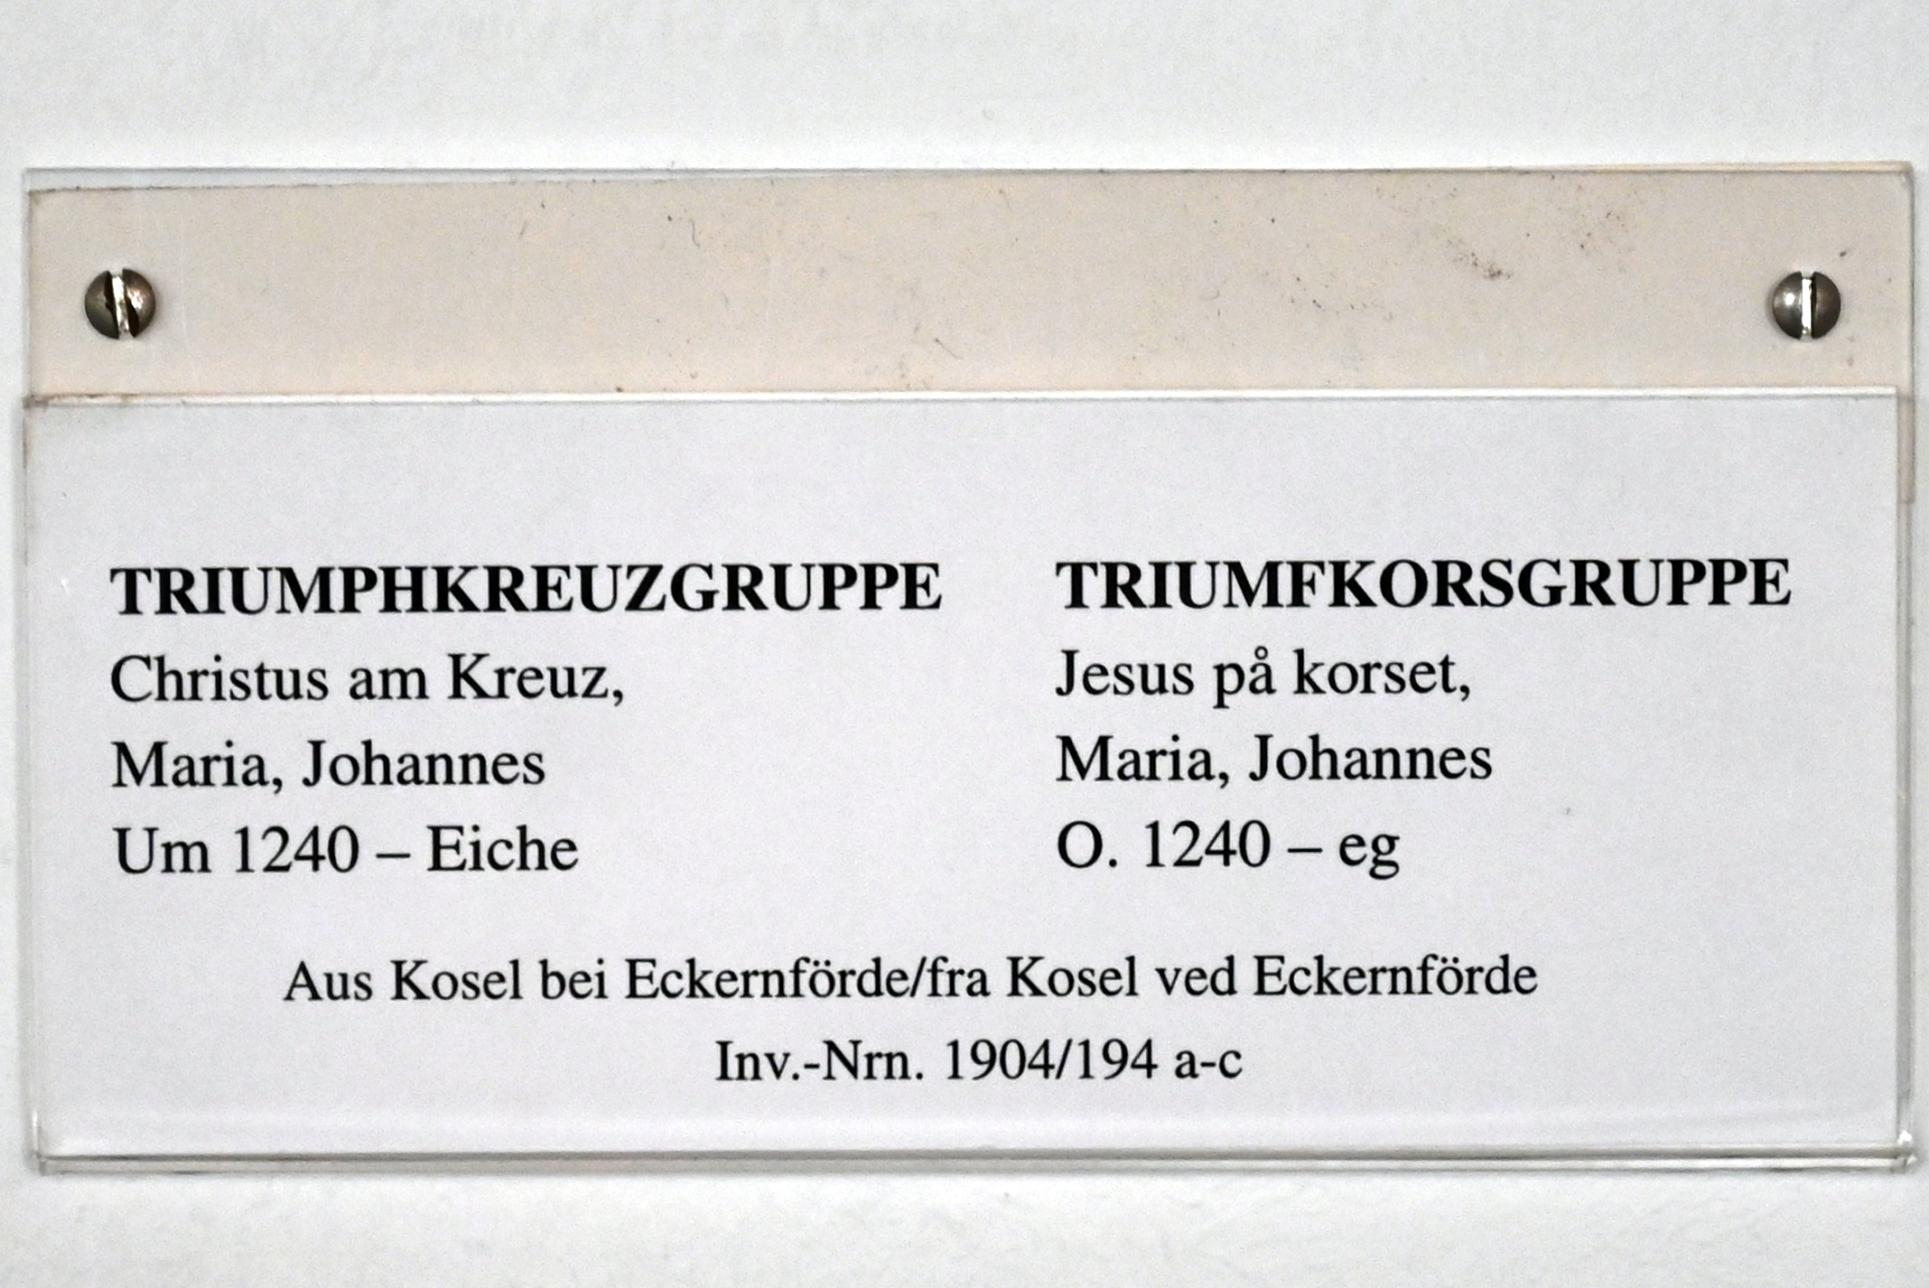 TRIUMPHKREUZGRUPPE
Christus am Kreuz,
Maria, Johannes
Um 1240 – Eiche
TRIUMFKORSGRUPPE
Jesus på korset,
Maria, Johannes
O. 1240 – eg
Aus Kosel bei Eckernförde/fra Kosel ved Eckernförde
Inv.-Nrn. 1904/194 a-c